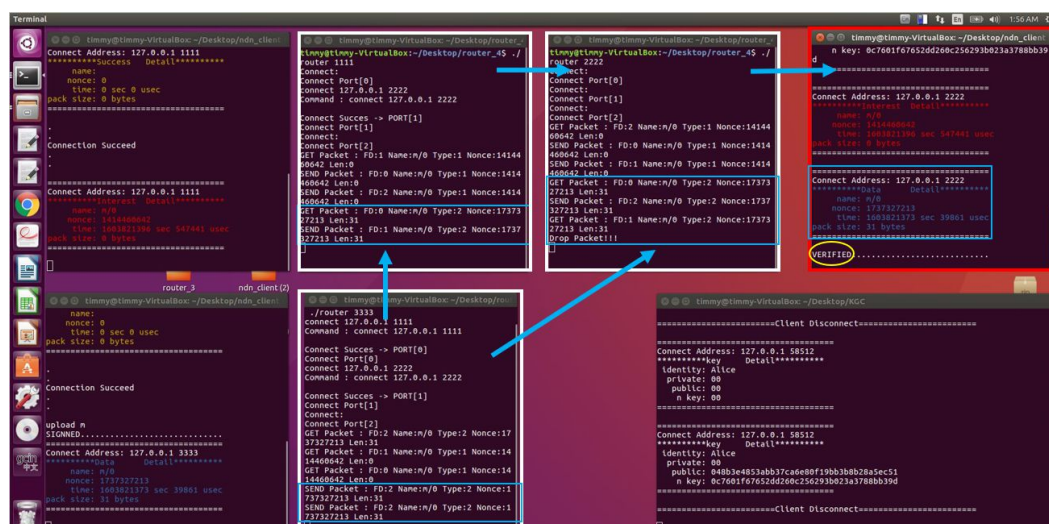 Terminal
1:56 AM
timmy@timmy-VirtualBox: ~/Desktop/ndn_client
Connect Address: 127.0.0.1 1111
**********Success Detail**********
name:
nonce: 0
time: 0 sec 0 usec
pack size: 0 bytes
===================================
.
.
Connection Succeed
.
.
===================================
Connect Address: 127.0.0.1 1111
**********Interest Detail**********
name: m/0
nonce: 1414460642
time: 1603821396 sec 547441 usec
pack size: 0 bytes
===================================
timmy@timmy-VirtualBox: ~/Desktop/router_4
timmy@timmy-VirtualBox:~/Desktop/router_4$ ./
router 1111
Connect:
Connect Port[0]
connect 127.0.0.1 2222
Command : connect 127.0.0.1 2222
Connect Succes -> PORT[1]
Connect Port[1]
Connect:
Connect Port[2]
GET Packet : FD:1 Name:m/0 Type:1 Nonce:14144
60642 Len:0
SEND Packet : FD:0 Name:m/0 Type:1 Nonce:1414
460642 Len:0
SEND Packet : FD:2 Name:m/0 Type:1 Nonce:1414
460642 Len:0
GET Packet : FD:0 Name:m/0 Type:2 Nonce:17373
27213 Len:31
SEND Packet : FD:1 Name:m/0 Type:2 Nonce:1737
327213 Len:31
timmy@timmy-VirtualBox: ~/Desktop/router_
timmy@timmy-VirtualBox:~/Desktop/router_4$ ./
router 2222
Connect:
Connect Port[0]
Connect:
Connect Port[1]
Connect:
Connect Port[2]
GET Packet : FD:2 Name:m/0 Type:1 Nonce:14144
60642 Len:0
SEND Packet : FD:0 Name:m/0 Type:1 Nonce:1414
460642 Len:0
SEND Packet : FD:1 Name:m/0 Type:1 Nonce:1414
460642 Len:0
GET Packet : FD:0 Name:m/0 Type:2 Nonce:17373
27213 Len:31
SEND Packet : FD:2 Name:m/0 Type:2 Nonce:1737
327213 Len:31
GET Packet : FD:1 Name:m/0 Type:2 Nonce:17373
27213 Len:31
Drop Packet!!!
timmy@timmy-VirtualBox: ~/Desktop/ndn_client
n key: 0c7601f67652dd260c256293b023a3788bb39
d
===================================
===================================
Connect Address: 127.0.0.1 2222
**********Interest Detail**********
name: m/0
nonce: 1414460642
time: 1603821396 sec 547441 usec
pack size: 0 bytes
===================================
===================================
Connect Address: 127.0.0.1 2222
**********Data Detail**********
name: m/0
nonce: 1737327213
time: 1603821373 sec 39861 usec
pack size: 31 bytes
===================================
VERIFIED...........................
router_3
ndn_client (2)
timmy@timmy-VirtualBox: ~/Desktop/ndn_client
name:
nonce: 0
time: 0 sec 0 usec
pack size: 0 bytes
===================================
.
.
Connection Succeed
.
.
upload m
SIGNNED...........................
===================================
Connect Address: 127.0.0.1 3333
**********Data Detail**********
name: m/0
nonce: 1737327213
time: 1603821373 sec 39861 usec
pack size: 31 bytes
===================================
timmy@timmy-VirtualBox: ~/Desktop/rout
./router 3333
connect 127.0.0.1 1111
Command : connect 127.0.0.1 1111
Connect Succes -> PORT[0]
Connect Port[0]
connect 127.0.0.1 2222
Command : connect 127.0.0.1 2222
Connect Succes -> PORT[1]
Connect Port[1]
Connect:
Connect Port[2]
GET Packet : FD:2 Name:m/0 Type:2 Nonce:17
37327213 Len:31
GET Packet : FD:1 Name:m/0 Type:1 Nonce:14
14460642 Len:0
GET Packet : FD:0 Name:m/0 Type:1 Nonce:14
14460642 Len:0
SEND Packet : FD:2 Name:m/0 Type:2 Nonce:1
737327213 Len:31
SEND Packet : FD:2 Name:m/0 Type:2 Nonce:1
737327213 Len:31
timmy@timmy-VirtualBox: ~/Desktop/KGC
=======================Client Disconnect=======================
===================================
Connect Address: 127.0.0.1 58512
**********key Detail**********
identity: Alice
private: 00
public: 00
n key: 00
===================================
===================================
Connect Address: 127.0.0.1 58512
**********key Detail**********
identity: Alice
private: 00
public: 048b3e4853abb37ca6e80f19bb3b8b28a5ec51
n key: 0c7601f67652dd260c256293b023a3788bb39d
===================================
=======================Client Disconnect=======================